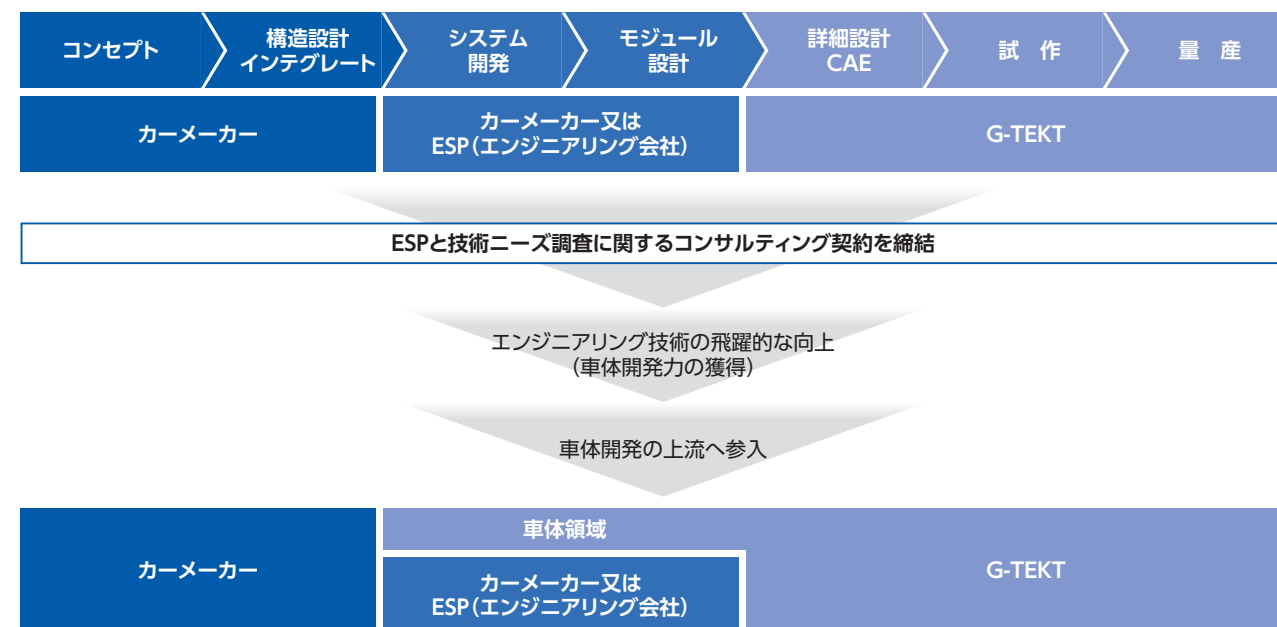 コンセプト
構造設計
インテグレート
システム
開発
モジュール
設計
詳細設計
CAE
試 作
量 産
カーメーカー
カーメーカー又は
ESP(エンジニアリング会社)
G-TEKT
ESPと技術ニーズ調査に関するコンサルティング契約を締結
エンジニアリング技術の飛躍的な向上
(車体開発力の獲得)
車体開発の上流へ参入
カーメーカー
車体領域
カーメーカー又は
ESP(エンジニアリング会社)
G-TEKT